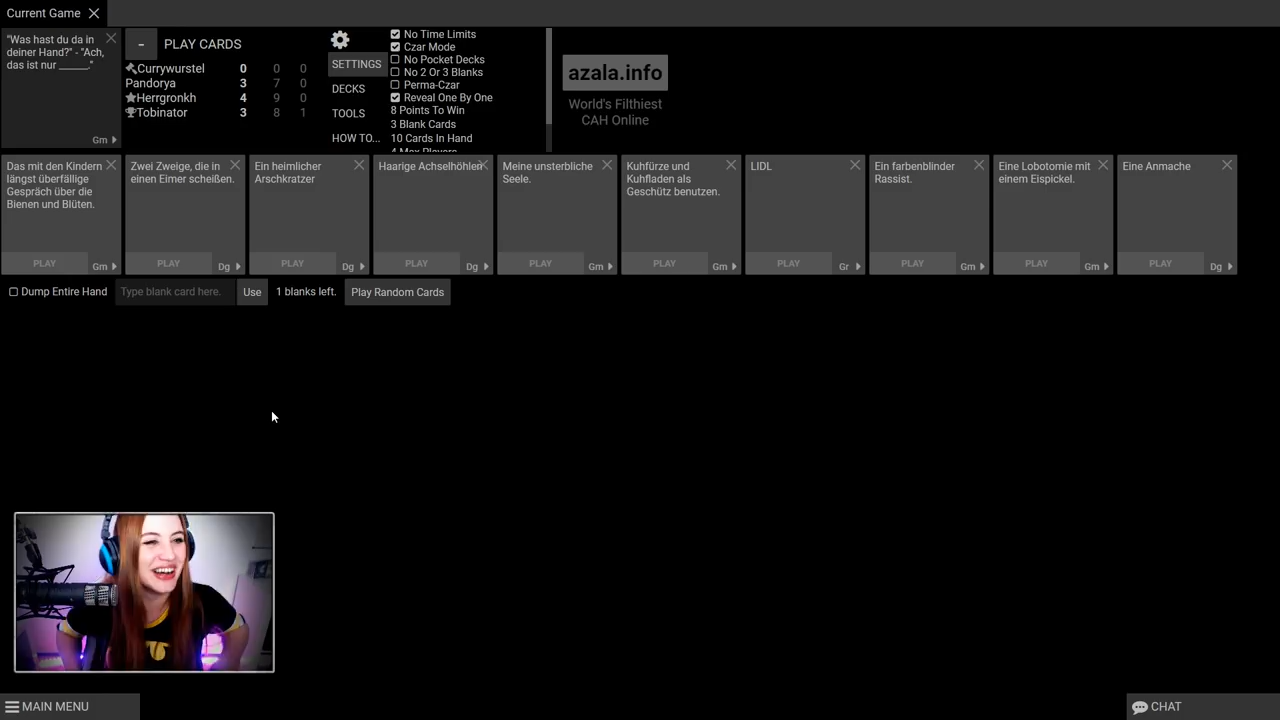 Current Game
"Was hast du da in
deiner Hand?" - "Ach,
das ist nur ______."
Gm
- PLAY CARDS
Currywurstel 0 0 0
Pandorya 3 7 0
Herrgronkh 4 9 0
Tobinator 3 8 1
SETTINGS
DECKS
TOOLS
HOW TO...
No Time Limits
Czar Mode
No Pocket Decks
No 2 Or 3 Blanks
Perma-Czar
Reveal One By One
8 Points To Win
3 Blank Cards
10 Cards In Hand
4 Max Players
azala.info
World's Filthiest
CAH Online
Das mit den Kindern
längst überfällige
Gespräch über die
Bienen und Blüten.
PLAY Gm
Zwei Zweige, die in
einen Eimer scheißen.
PLAY Dg
Ein heimlicher
Arschkratzer
PLAY Dg
Haarige Achselhöhlen
PLAY Dg
Meine unsterbliche
Seele.
PLAY Gm
Kuhfürze und
Kuhfladen als
Geschütz benutzen.
PLAY Gm
LIDL
PLAY Gr
Ein farbenblinder
Rassist.
PLAY Gm
Eine Lobotomie mit
einem Eispickel.
PLAY Gm
Eine Anmache
PLAY Dg
Dump Entire Hand Type blank card here. Use 1 blanks left. Play Random Cards
MAIN MENU
CHAT